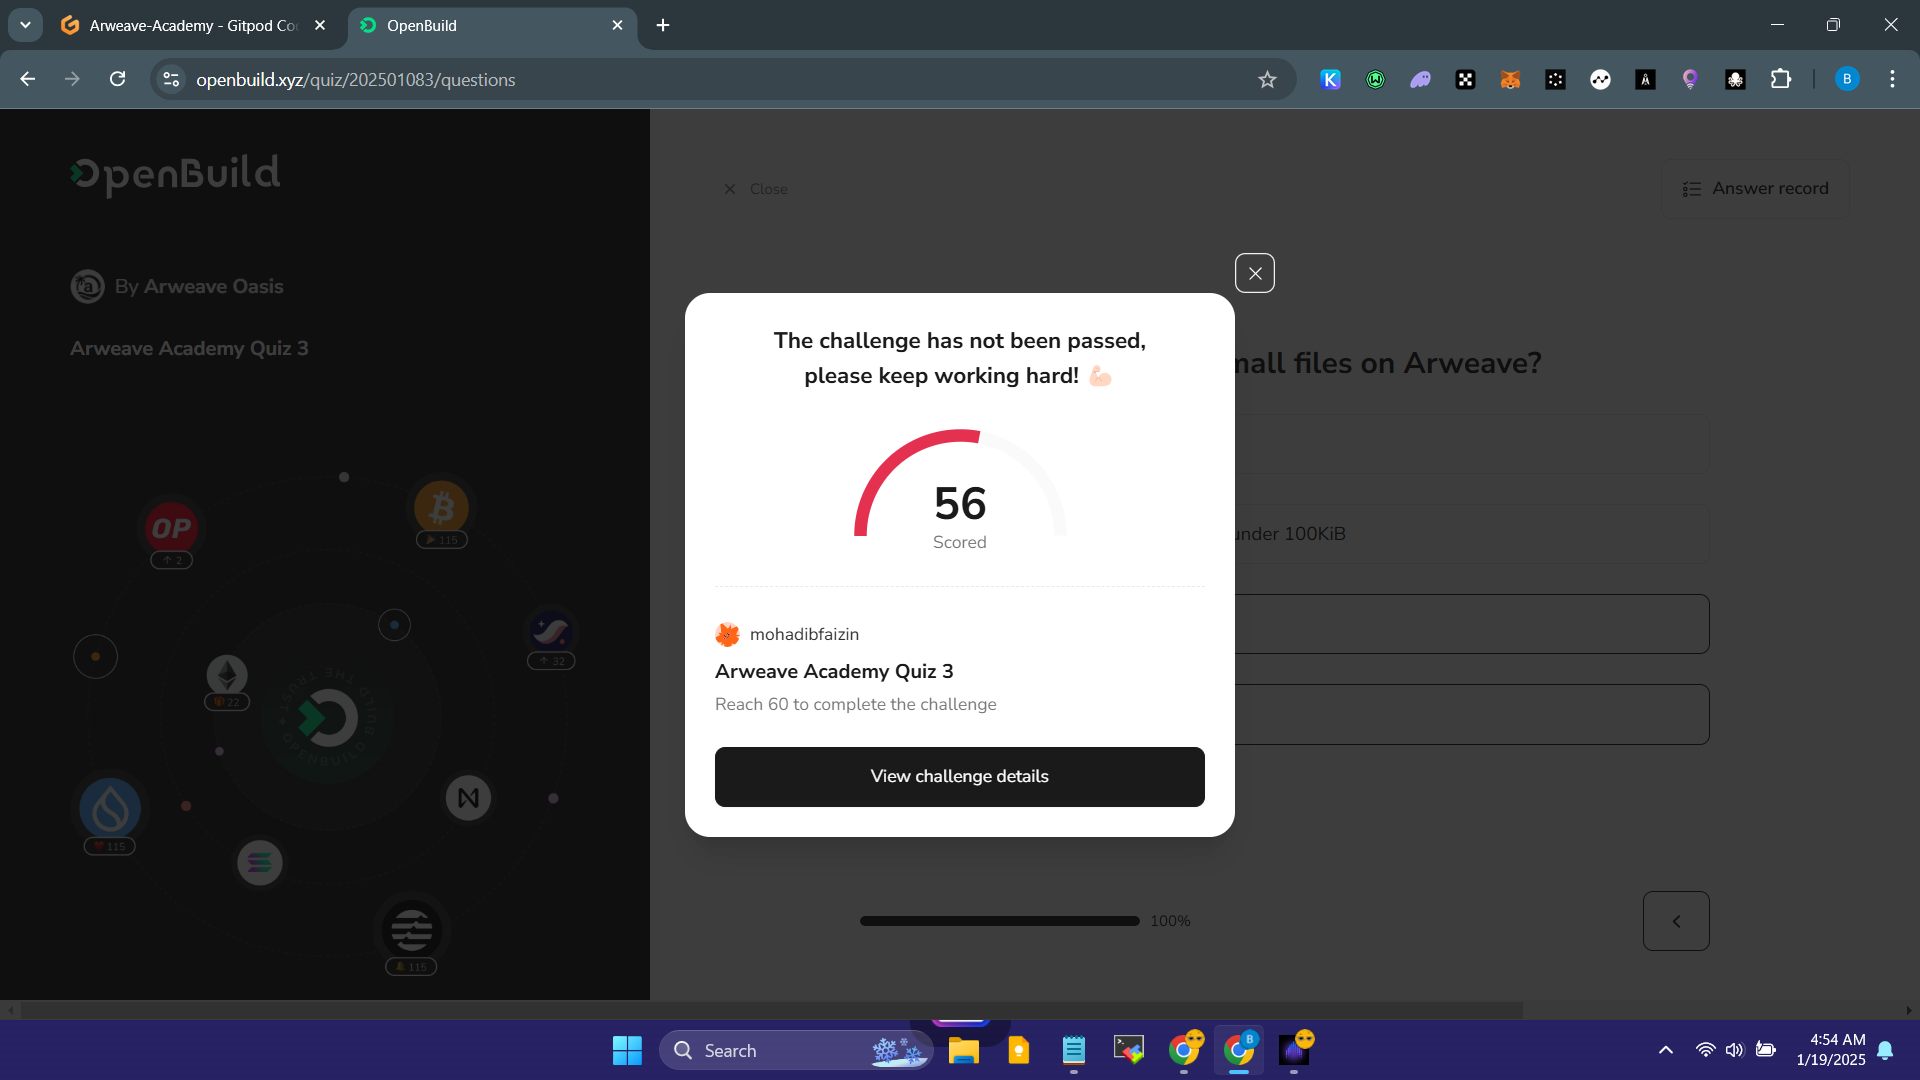 Arweave-Academy - Gitpod Co
OpenBuild
openbuild.xyz/quiz/202501083/questions
B
OpenBuild
Close
Answer record
By Arweave Oasis
Arweave Academy Quiz 3
The challenge has not been passed,
please keep working hard!
mall files on Arweave?
56
Scored
under 100KiB
mohadibfaizin
Arweave Academy Quiz 3
Reach 60 to complete the challenge
View challenge details
100%
OP
2
115
32
22
115
115
Search
B
4:54 AM
1/19/2025